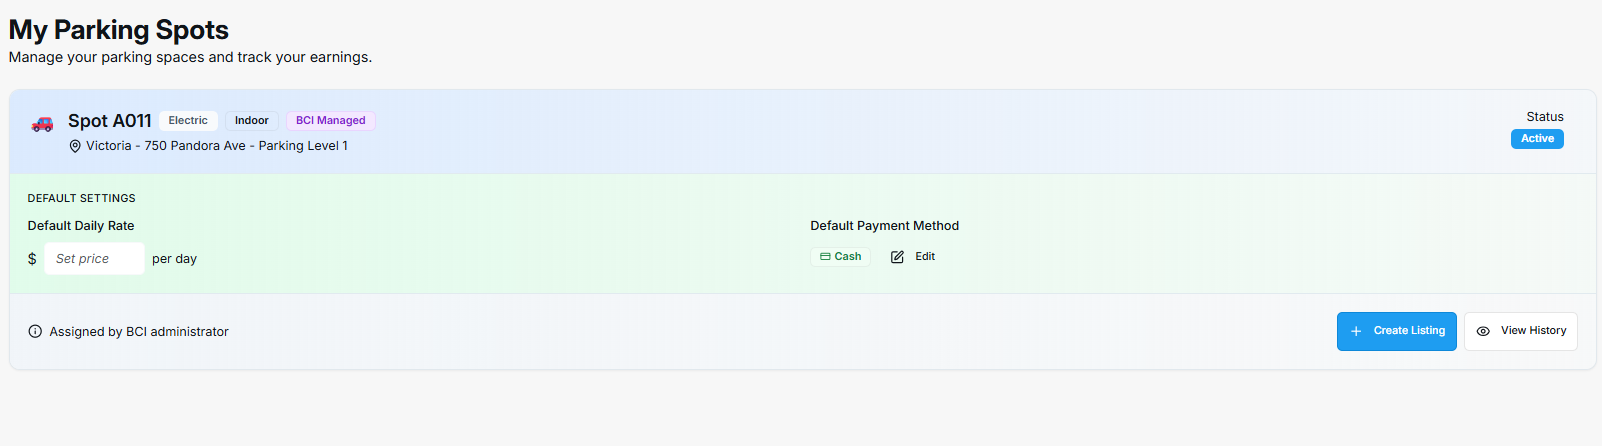 My Parking Spots
Manage your parking spaces and track your earnings.
Spot A011 Electric Indoor BCI Managed
Victoria - 750 Pandora Ave - Parking Level 1
Status
Active
DEFAULT SETTINGS
Default Daily Rate
$ Set price per day
Default Payment Method
Cash Edit
Assigned by BCI administrator
Create Listing View History